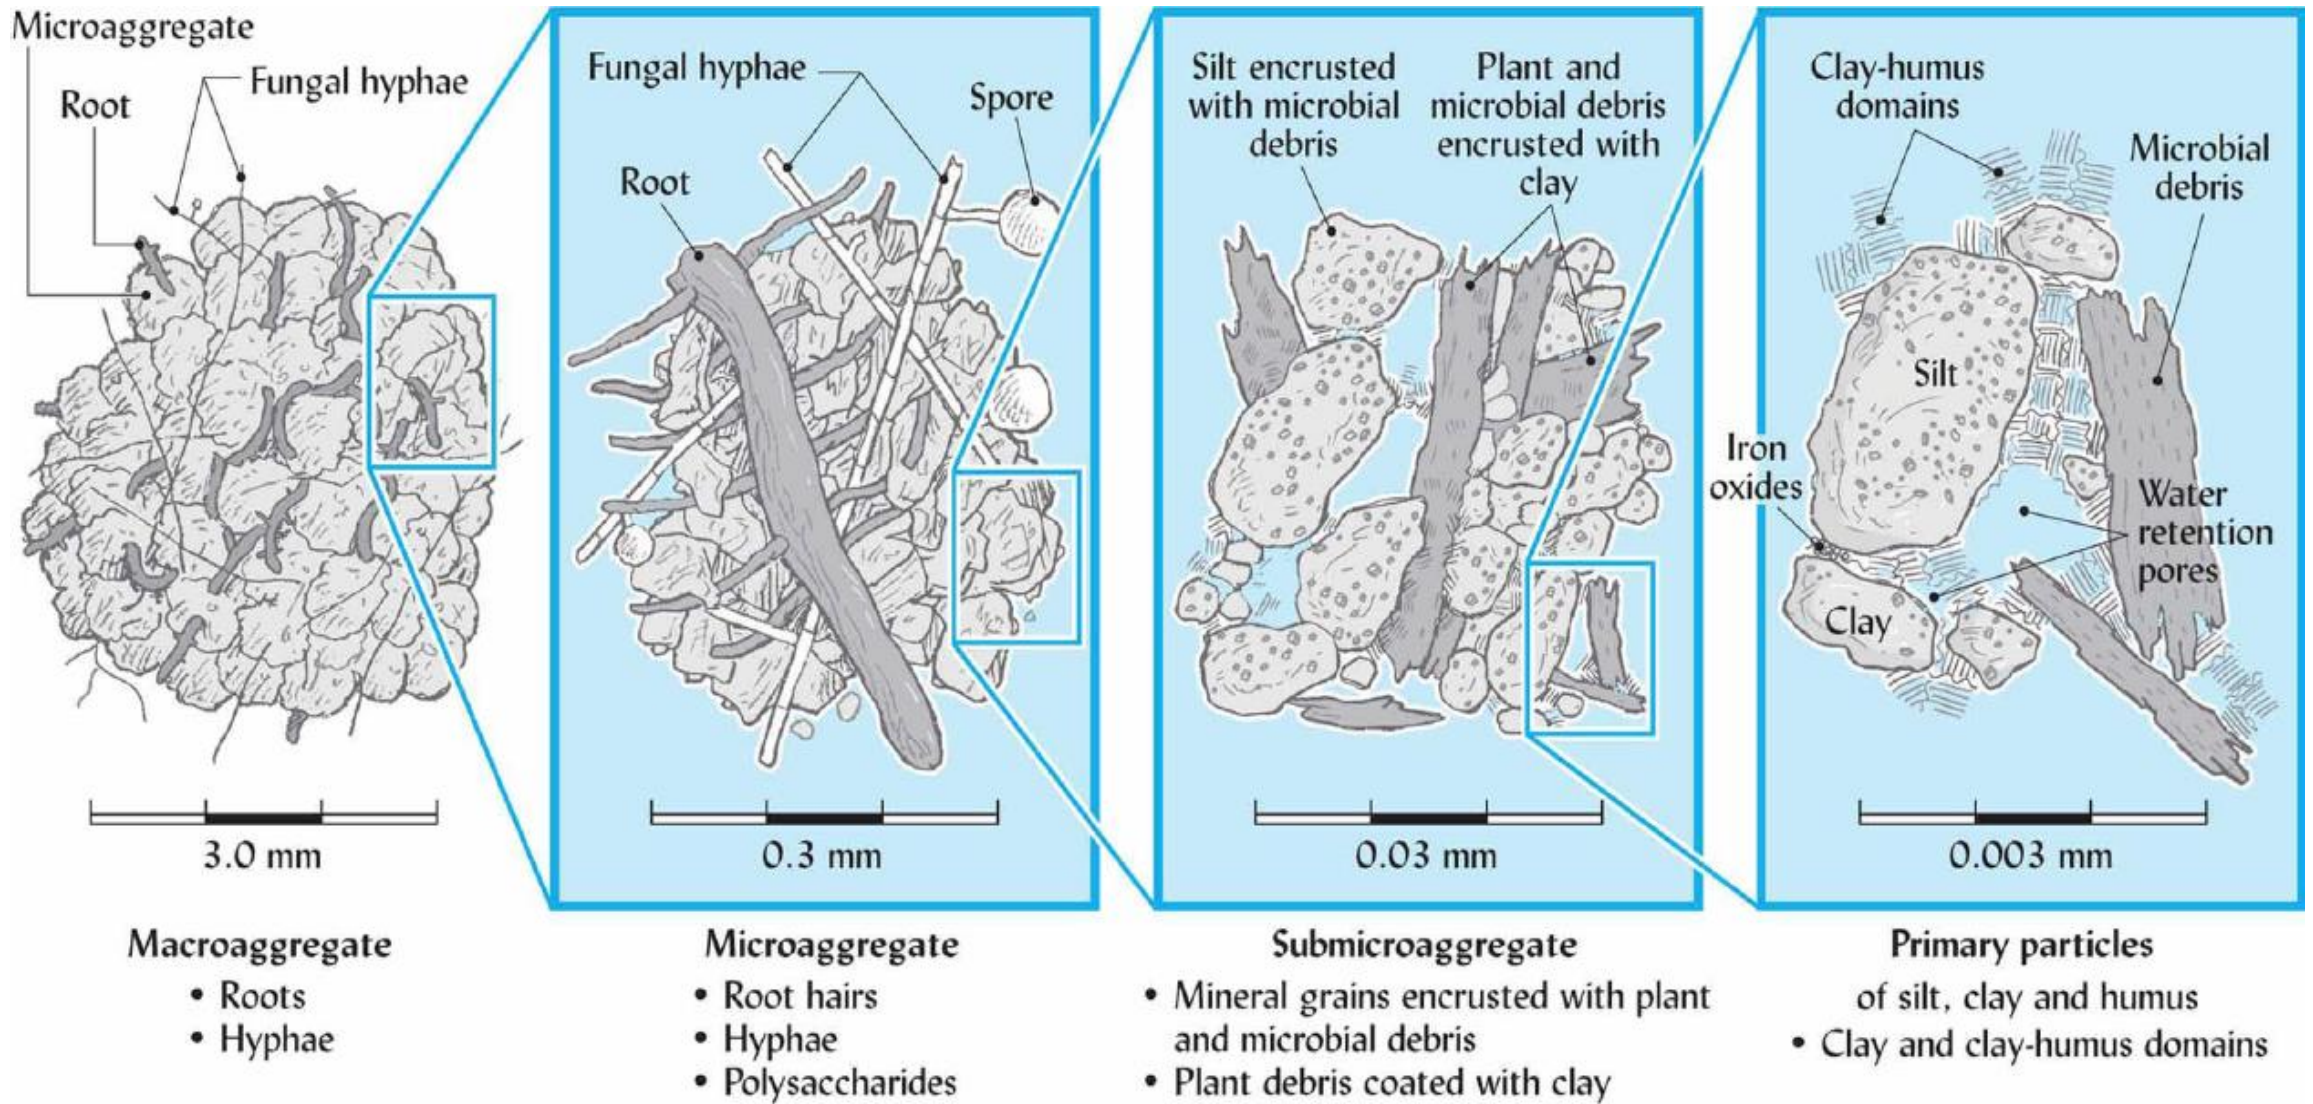 Microaggregate
Fungal hyphae
Root
3.0 mm
Macroaggregate
• Roots
• Hyphae
Fungal hyphae
Spore
Root
0.3 mm
Microaggregate
• Root hairs
• Hyphae
• Polysaccharides
Silt encrusted
with microbial
debris
Plant and
microbial debris
encrusted with
clay
0.03 mm
Submicroaggregate
• Mineral grains encrusted with plant
and microbial debris
• Plant debris coated with clay
Clay-humus
domains
Microbial
debris
Silt
Iron
oxides
Water
retention
pores
Clay
0.003 mm
Primary particles
of silt, clay and humus
• Clay and clay-humus domains